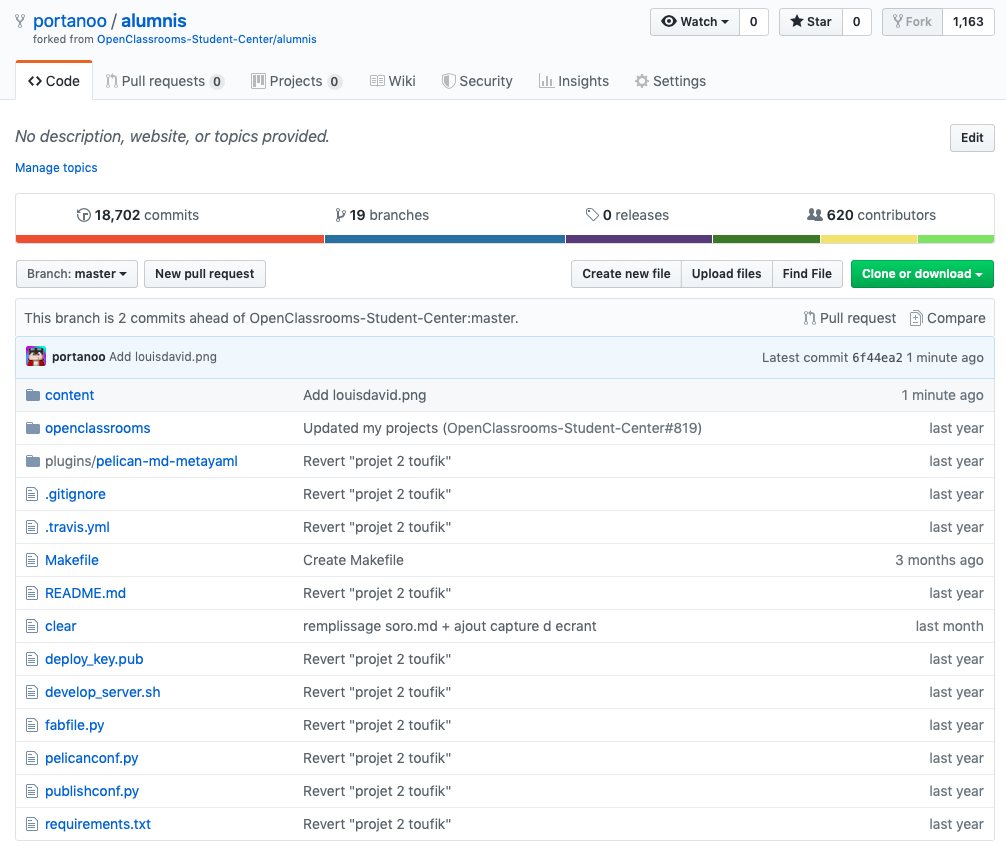 portanoo / alumnis
Watch 0 Star 0 Fork 1,163
forked from OpenClassrooms-Student-Center/alumnis
Code Pull requests 0 Projects 0 Wiki Security Insights Settings
No description, website, or topics provided.
Edit
Manage topics
18,702 commits 19 branches 0 releases 620 contributors
Branch: master New pull request Create new file Upload files Find File Clone or download
This branch is 2 commits ahead of OpenClassrooms-Student-Center:master. Pull request Compare
portanoo Add louisdavid.png Latest commit 6f44ea2 1 minute ago
content Add louisdavid.png 1 minute ago
openclassrooms Updated my projects (OpenClassrooms-Student-Center#819) last year
plugins/pelican-md-metayaml Revert "projet 2 toufik" last year
.gitignore Revert "projet 2 toufik" last year
.travis.yml Revert "projet 2 toufik" last year
Makefile Create Makefile 3 months ago
README.md Revert "projet 2 toufik" last year
clear remplissage soro.md + ajout capture d ecrant last month
deploy_key.pub Revert "projet 2 toufik" last year
develop_server.sh Revert "projet 2 toufik" last year
fabfile.py Revert "projet 2 toufik" last year
pelicanconf.py Revert "projet 2 toufik" last year
publishconf.py Revert "projet 2 toufik" last year
requirements.txt Revert "projet 2 toufik" last year